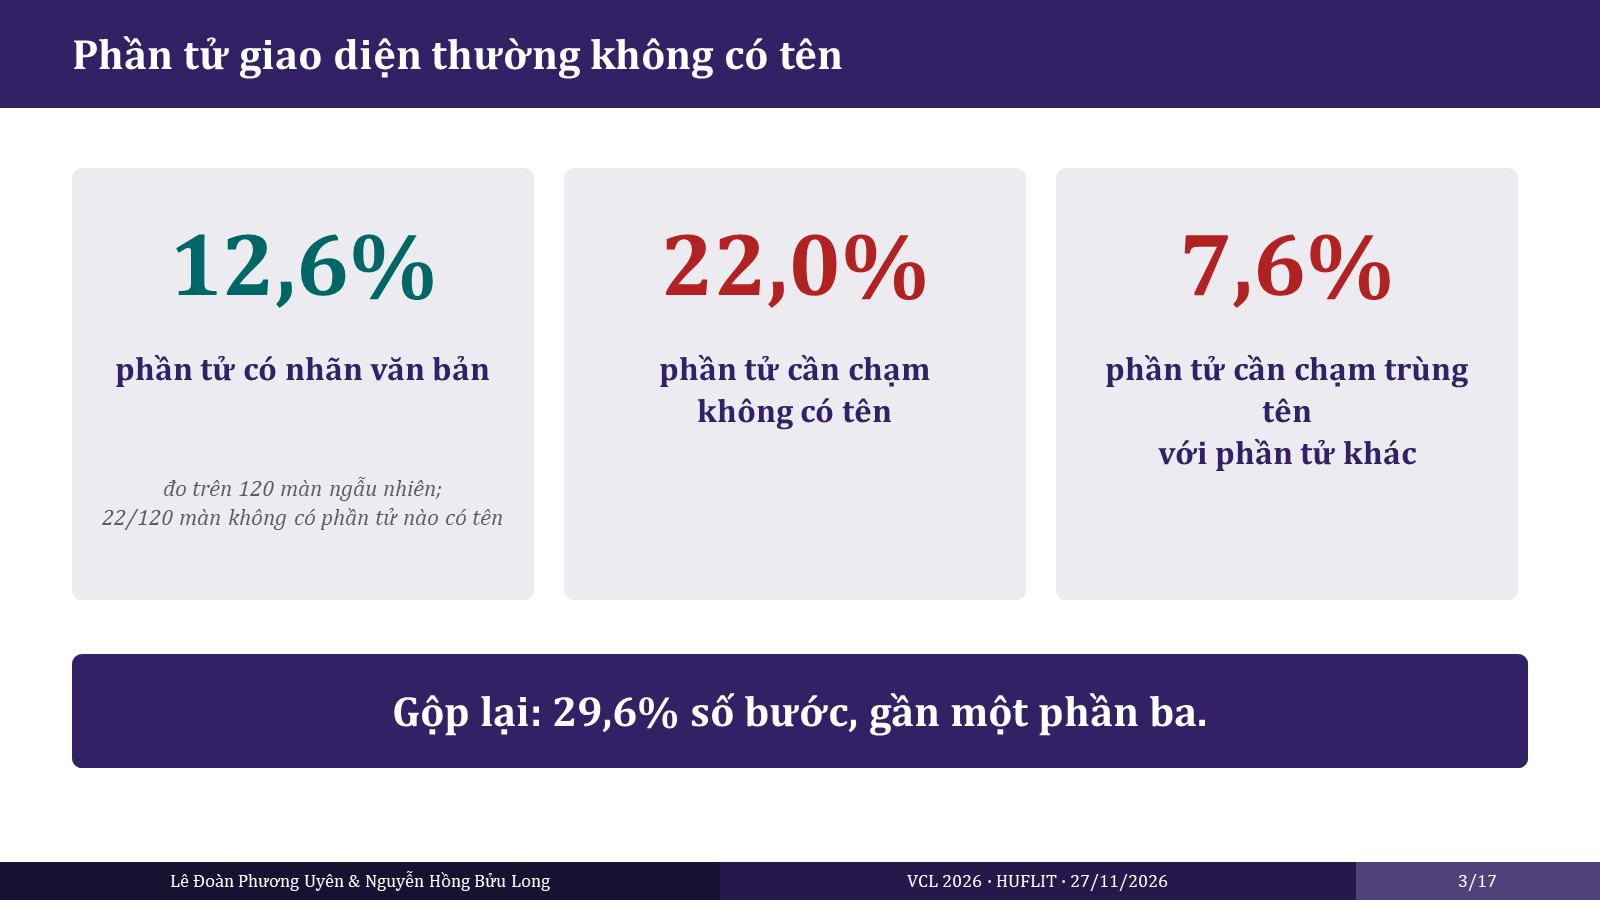 Phần tử giao diện thường không có tên
12,6%
phần tử có nhãn văn bản
đo trên 120 màn ngẫu nhiên;
22/120 màn không có phần tử nào có tên
22,0%
phần tử cần chạm
không có tên
7,6%
phần tử cần chạm trùng
tên
với phần tử khác
Gộp lại: 29,6% số bước, gần một phần ba.
Lê Đoàn Phương Uyên & Nguyễn Hồng Bửu Long
VCL 2026 · HUFLIT · 27/11/2026
3/17